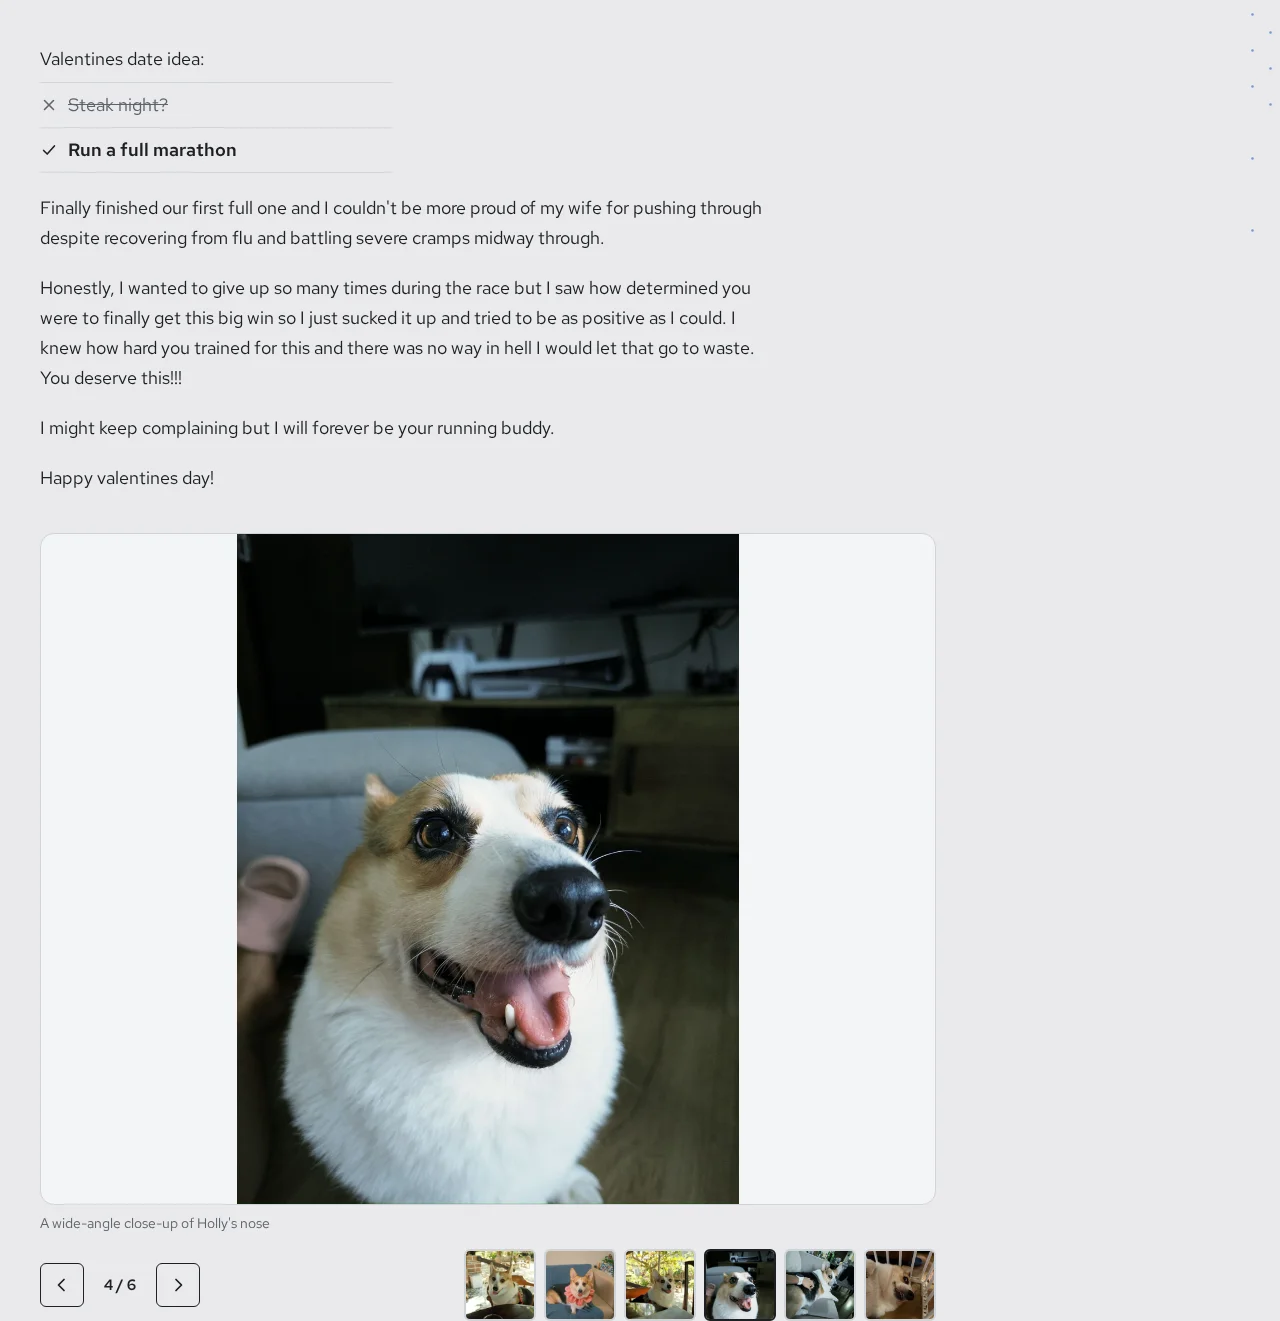 Valentines date idea:
Steak night?
Run a full marathon
Finally finished our first full one and I couldn't be more proud of my wife for pushing through
despite recovering from flu and battling severe cramps midway through.
Honestly, I wanted to give up so many times during the race but I saw how determined you
were to finally get this big win so I just sucked it up and tried to be as positive as I could. I
knew how hard you trained for this and there was no way in hell I would let that go to waste.
You deserve this!!!
I might keep complaining but I will forever be your running buddy.
Happy valentines day!
A wide-angle close-up of Holly's nose
4 / 6